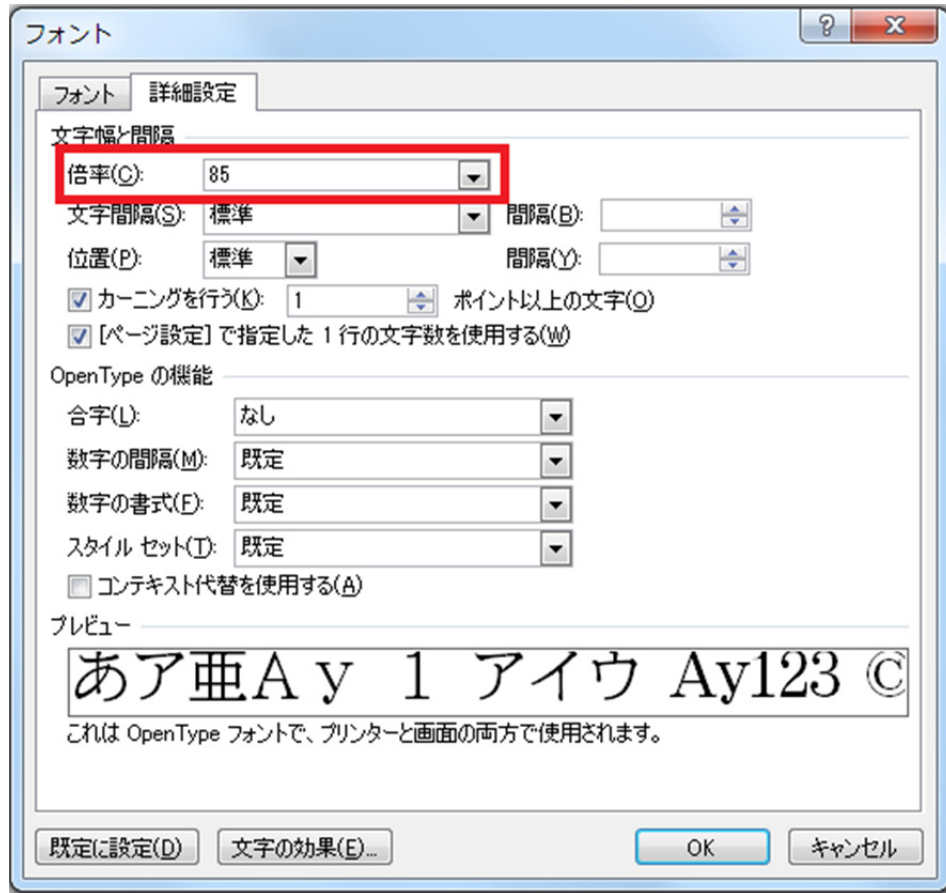 フォント
フォント 詳細設定
文字幅と間隔
倍率(C): 85
文字間隔(S): 標準 間隔(B):
位置(P): 標準 間隔(Y):
カーニングを行う(K): 1 ポイント以上の文字(O)
[ページ設定] で指定した 1 行の文字数を使用する(W)
OpenType の機能
合字(L): なし
数字の間隔(M): 既定
数字の書式(F): 既定
スタイル セット(T): 既定
コンテキスト代替を使用する(A)
プレビュー
あア亜Ａｙ １ アイウ Ay123 ©
これは OpenType フォントで、プリンターと画面の両方で使用されます。
既定に設定(D) 文字の効果(E)... OK キャンセル